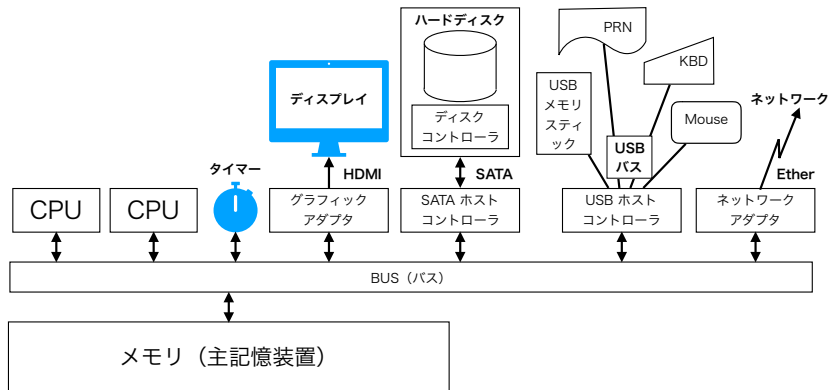 ハードディスク
PRN
KBD
ディスプレイ
USB
メモリ
スティ
ック
ネットワーク
ディスク
コントローラ
Mouse
USB
バス
タイマー
HDMI
SATA
Ether
CPU
CPU
グラフィック
アダプタ
SATA ホスト
コントローラ
USB ホスト
コントローラ
ネットワーク
アダプタ
BUS（バス）
メモリ（主記憶装置）